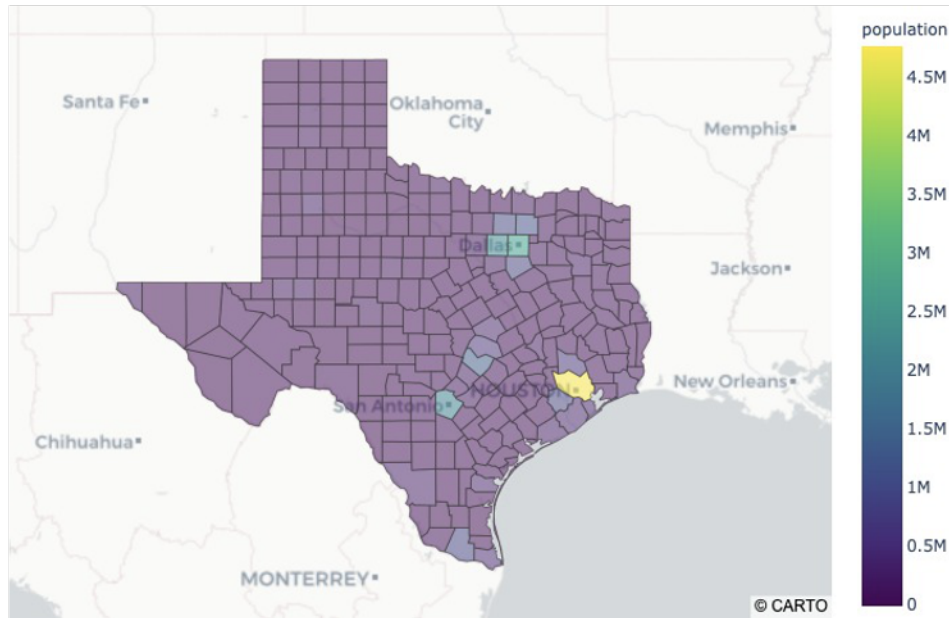 population
4.5M
4M
3.5M
3M
2.5M
2M
1.5M
1M
0.5M
0
Santa Fe
Oklahoma
City
Memphis
Dallas
Jackson
HOUSTON
New Orleans
San Antonio
Chihuahua
MONTERREY
© CARTO